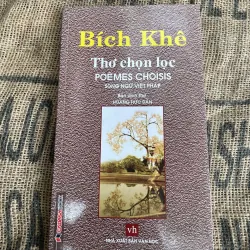 Bích Khê
Thơ chọn lọc
POÈMES CHOISIS
SONG NGỮ VIỆT PHÁP
Bản dịch thơ
HOÀNG HỮU ĐẢN
vh
NHÀ XUẤT BẢN VĂN HỌC